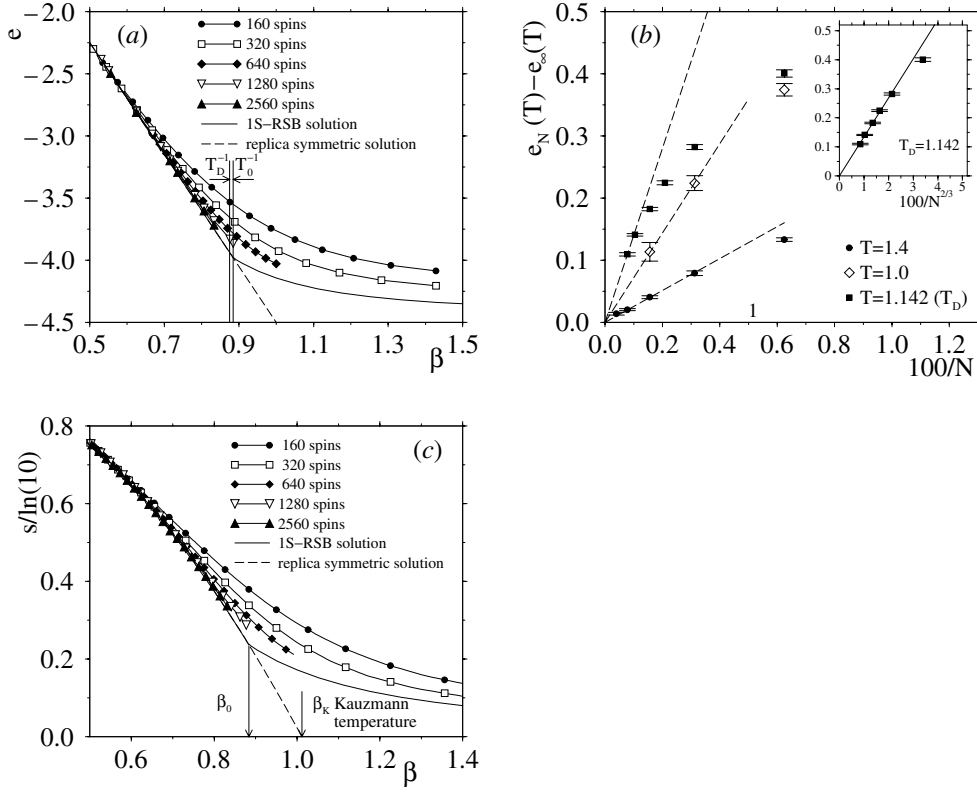 e
−2.0
−2.5
−3.0
−3.5
−4.0
−4.5
0.5
0.7
0.9
1.1
1.3
1.5
β
(a)
160 spins
320 spins
640 spins
1280 spins
2560 spins
1S−RSB solution
replica symmetric solution
T_D^{−1}
T_0^{−1}
e_N (T)−e_∞(T)
0.5
0.4
0.3
0.2
0.1
0.0
0.0
0.2
0.4
0.6
0.8
1.0
1.2
100/N
(b)
1
T=1.4
T=1.0
T=1.142 (T_D)
0.5
0.4
0.3
0.2
0.1
0
0
1
2
3
4
5
100/N^{2/3}
T_D=1.142
s/ln(10)
0.8
0.6
0.4
0.2
0.0
0.6
0.8
1.0
1.2
1.4
β
(c)
160 spins
320 spins
640 spins
1280 spins
2560 spins
1S−RSB solution
replica symmetric solution
β_0
β_K Kauzmann
temperature